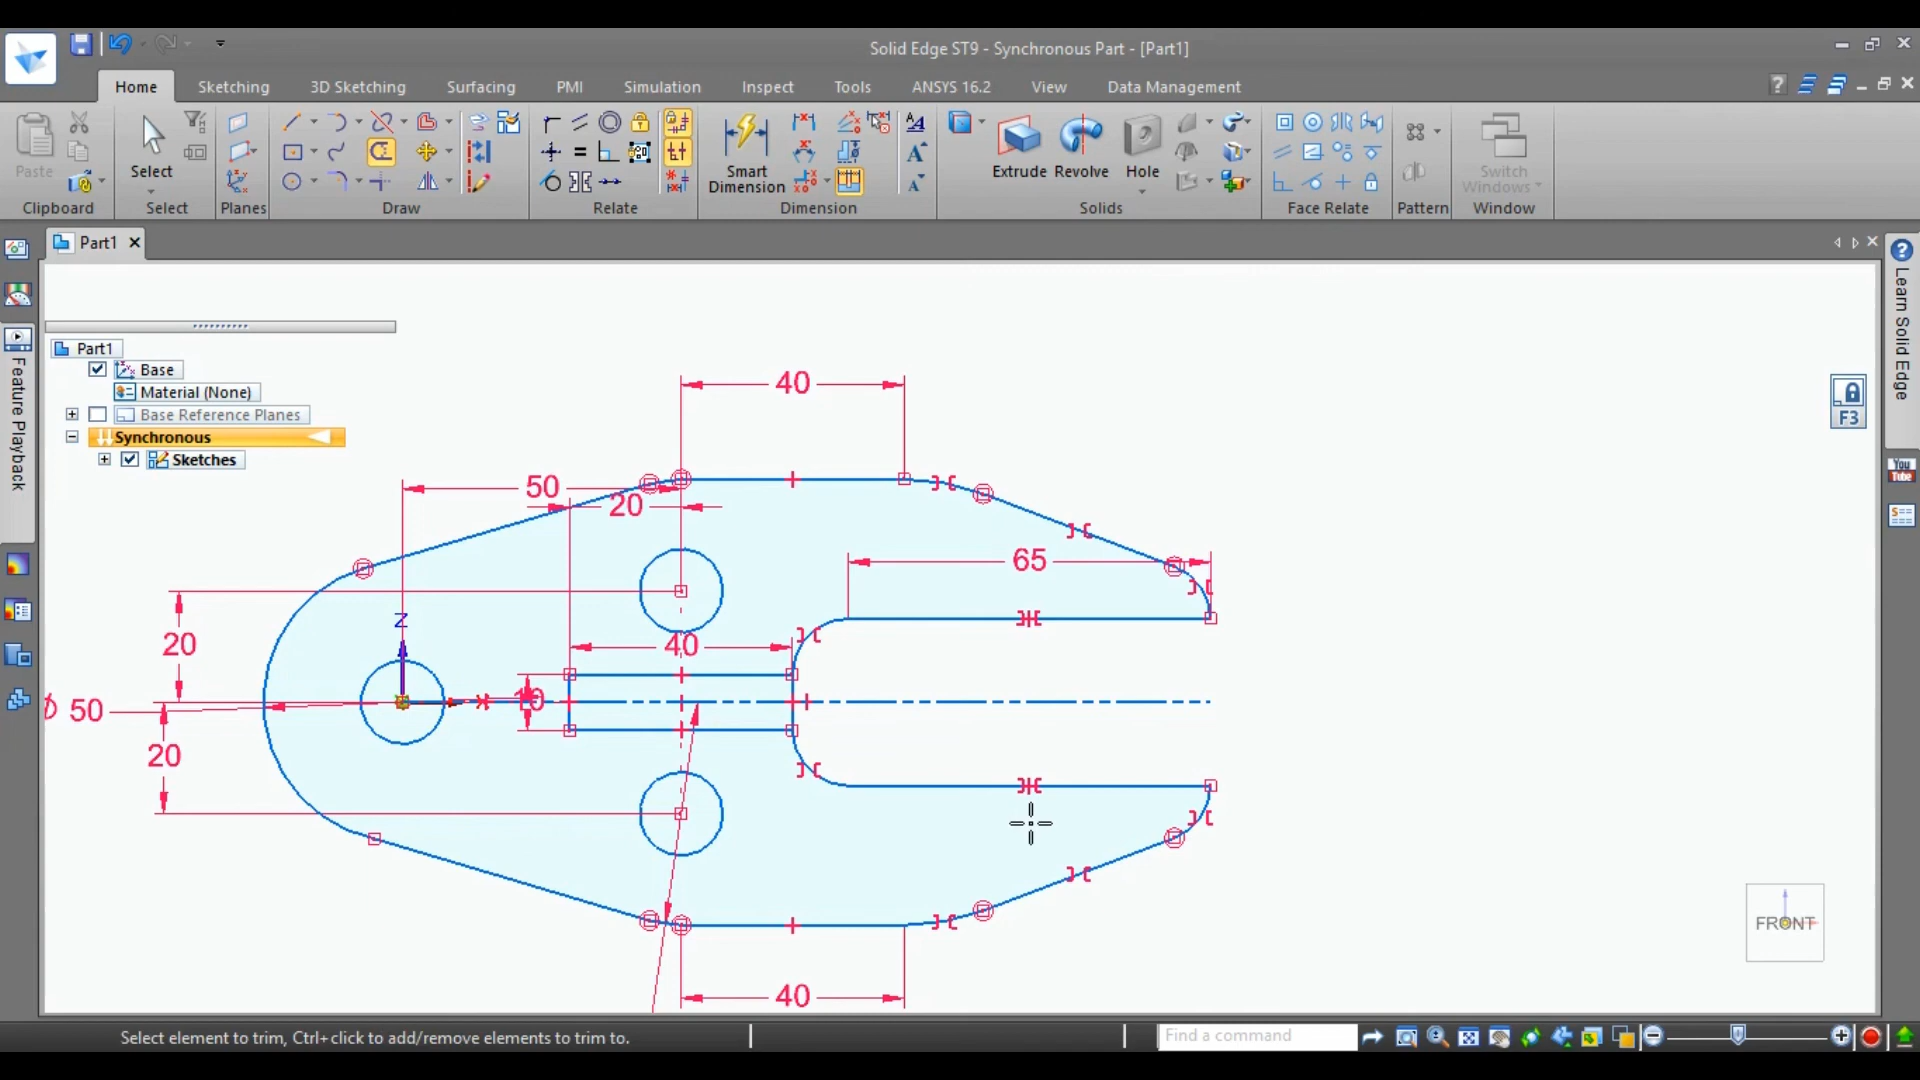 Solid Edge ST9 - Synchronous Part - [Part1]
Home Sketching 3D Sketching Surfacing PMI Simulation Inspect Tools ANSYS 16.2 View Data Management
Paste Select Smart Dimension Extrude Revolve Hole Switch Windows
Clipboard Select Planes Draw Relate Dimension Solids Face Relate Pattern Window
Part1
Feature Playback
Learn Solid Edge
You Tube
F3
Part1
Base
Material (None)
Base Reference Planes
Synchronous
Sketches
40
50
20
65
20
Z
40
10
50
20
40
FRONT
Select element to trim, Ctrl+click to add/remove elements to trim to.
Find a command